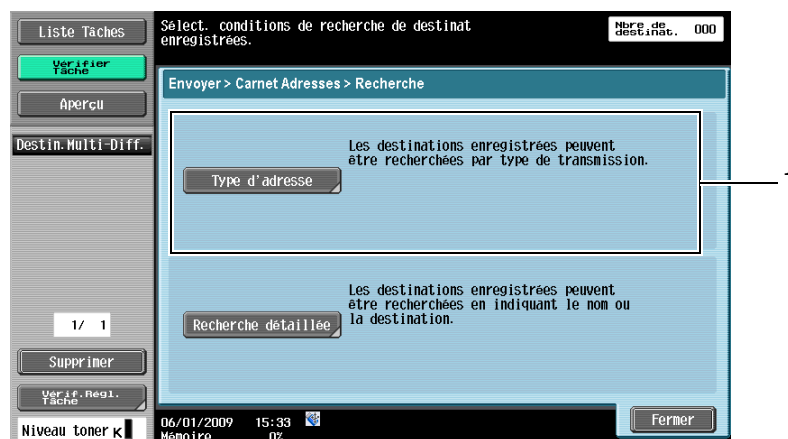 Liste Tâches
Vérifier
Tâche
Aperçu
Destin.Multi-Diff.
1/ 1
Supprimer
Vérif.Régl.
Tâche
Niveau toner K
Sélect. conditions de recherche de destinat
enregistrées.
Nbre de
destinat. 000
Envoyer > Carnet Adresses > Recherche
Type d'adresse
Les destinations enregistrées peuvent
être recherchées par type de transmission.
Recherche détaillée
Les destinations enregistrées peuvent
être recherchées en indiquant le nom ou
la destination.
06/01/2009 15:33
Mémoire 0%
Fermer